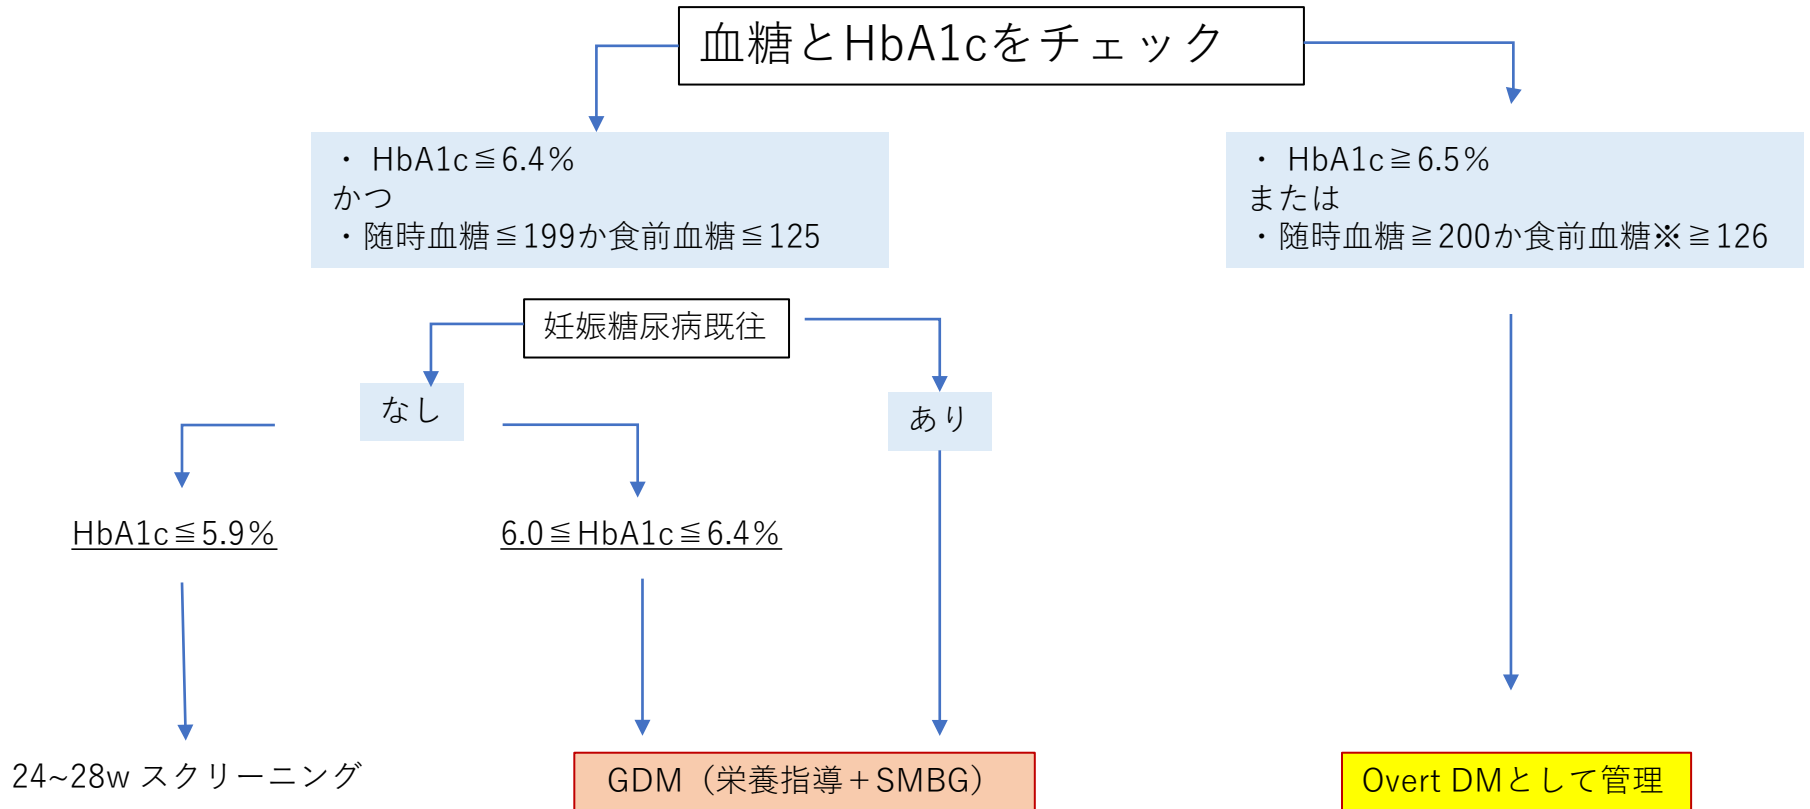 血糖とHbA1cをチェック
・ HbA1c≦6.4%
かつ
・随時血糖≦199か食前血糖≦125
・ HbA1c≧6.5%
または
・随時血糖≧200か食前血糖※≧126
妊娠糖尿病既往
なし
あり
HbA1c≦5.9%
6.0≦HbA1c≦6.4%
24~28w スクリーニング
GDM（栄養指導＋SMBG）
Overt DMとして管理